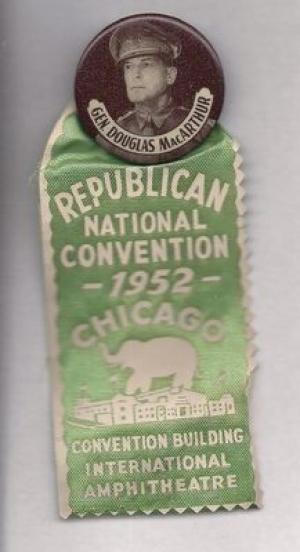 GEN. DOUGLAS MACARTHUR
REPUBLICAN
NATIONAL
CONVENTION
- 1952 -
CHICAGO
CONVENTION BUILDING
INTERNATIONAL
AMPHITHEATRE